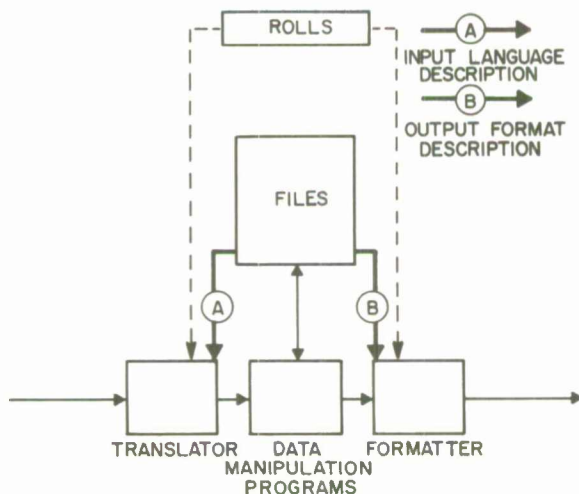 ROLLS
A
INPUT LANGUAGE
DESCRIPTION
B
OUTPUT FORMAT
DESCRIPTION
FILES
A
B
TRANSLATOR
DATA
MANIPULATION
PROGRAMS
FORMATTER